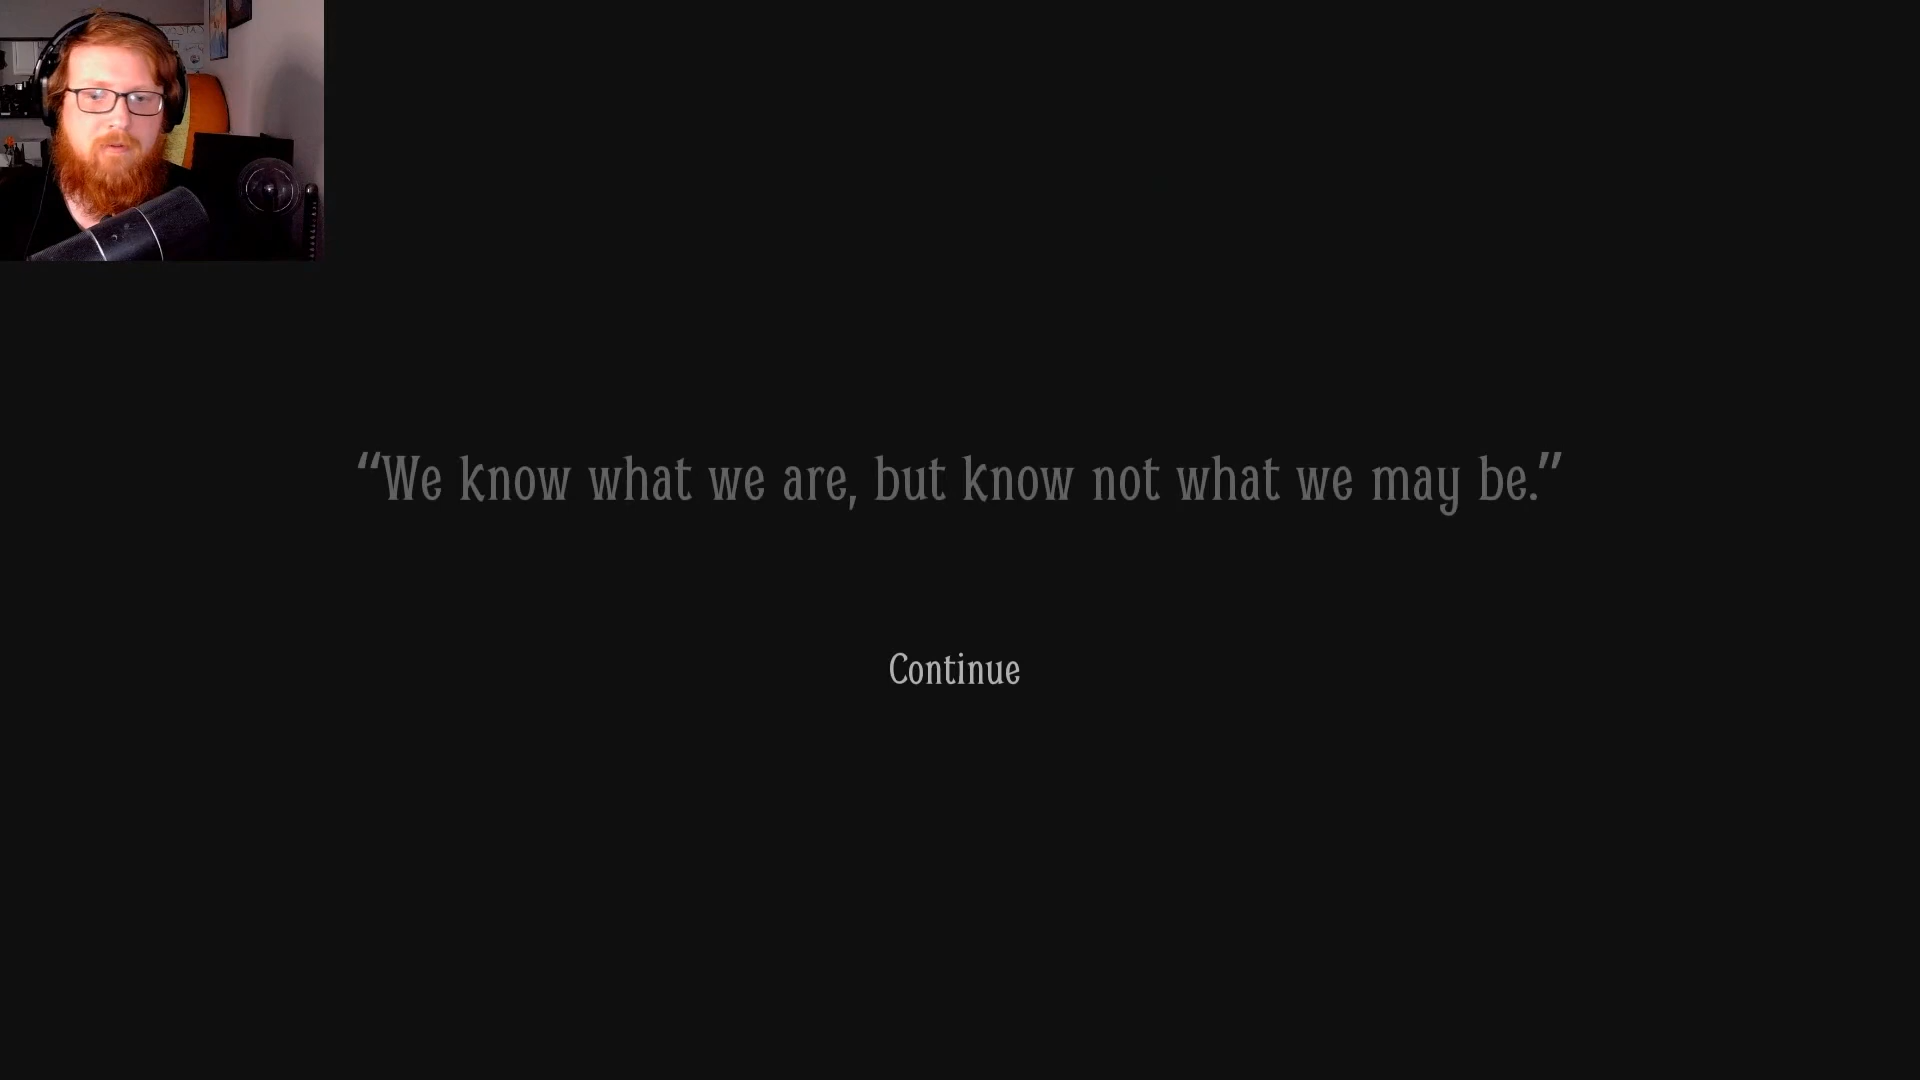 “We know what we are, but know not what we may be.”
Continue